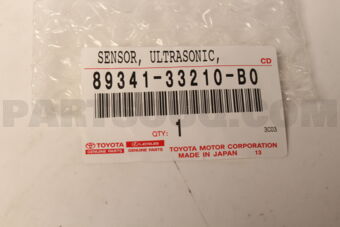 SENSOR, ULTRASONIC,
CD
89341-33210-B0
QTY: 1
3C03
TOYOTA LEXUS
GENUINE PARTS GENUINE PARTS
TOYOTA MOTOR CORPORATION
MADE IN JAPAN 13